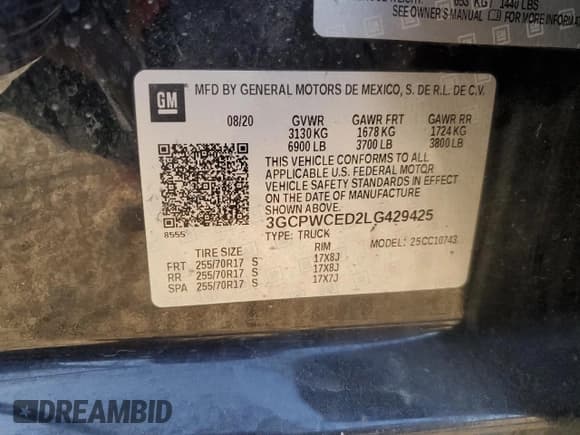 653 KG 1440 LBS
SEE OWNER'S MANUAL FOR MORE INFORMATION
GM
MFD BY GENERAL MOTORS DE MEXICO, S. DE R.L. DE C.V.
08/20 GVWR GAWR FRT GAWR RR
3130 KG 1678 KG 1724 KG
6900 LB 3700 LB 3800 LB
THIS VEHICLE CONFORMS TO ALL
APPLICABLE U.S. FEDERAL MOTOR
VEHICLE SAFETY STANDARDS IN EFFECT
ON THE DATE OF MANUFACTURE
SHOWN ABOVE.
3GCPWCED2LG429425
8555
TYPE: TRUCK MODEL: 25CC10743
TIRE SIZE RIM
FRT 255/70R17 S 17X8J
RR 255/70R17 S 17X8J
SPA 255/70R17 S 17X7J
DREAMBID